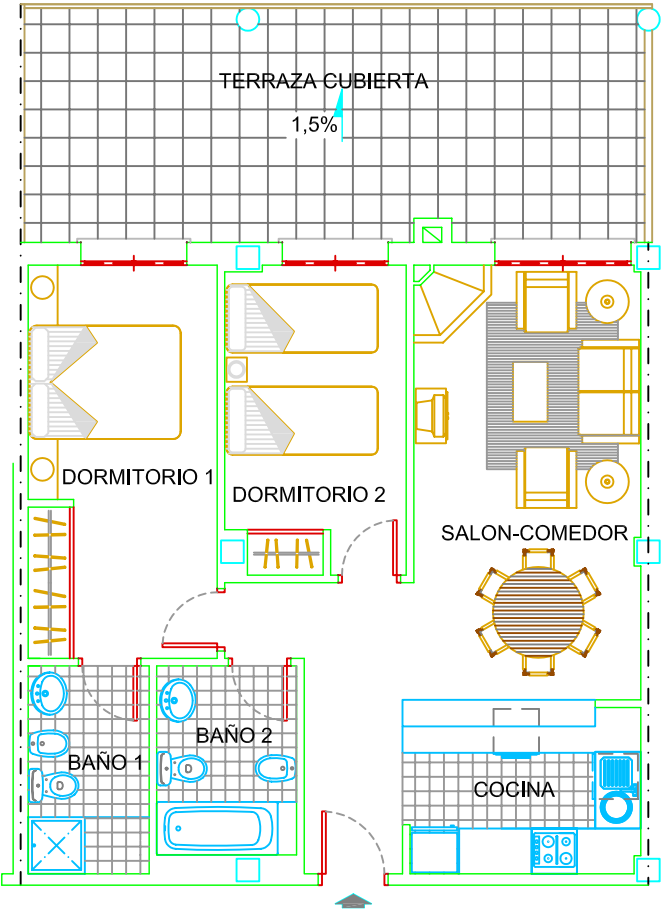 TERRAZA CUBIERTA
1,5%
DORMITORIO 1
DORMITORIO 2
SALON-COMEDOR
BAÑO 1
BAÑO 2
COCINA